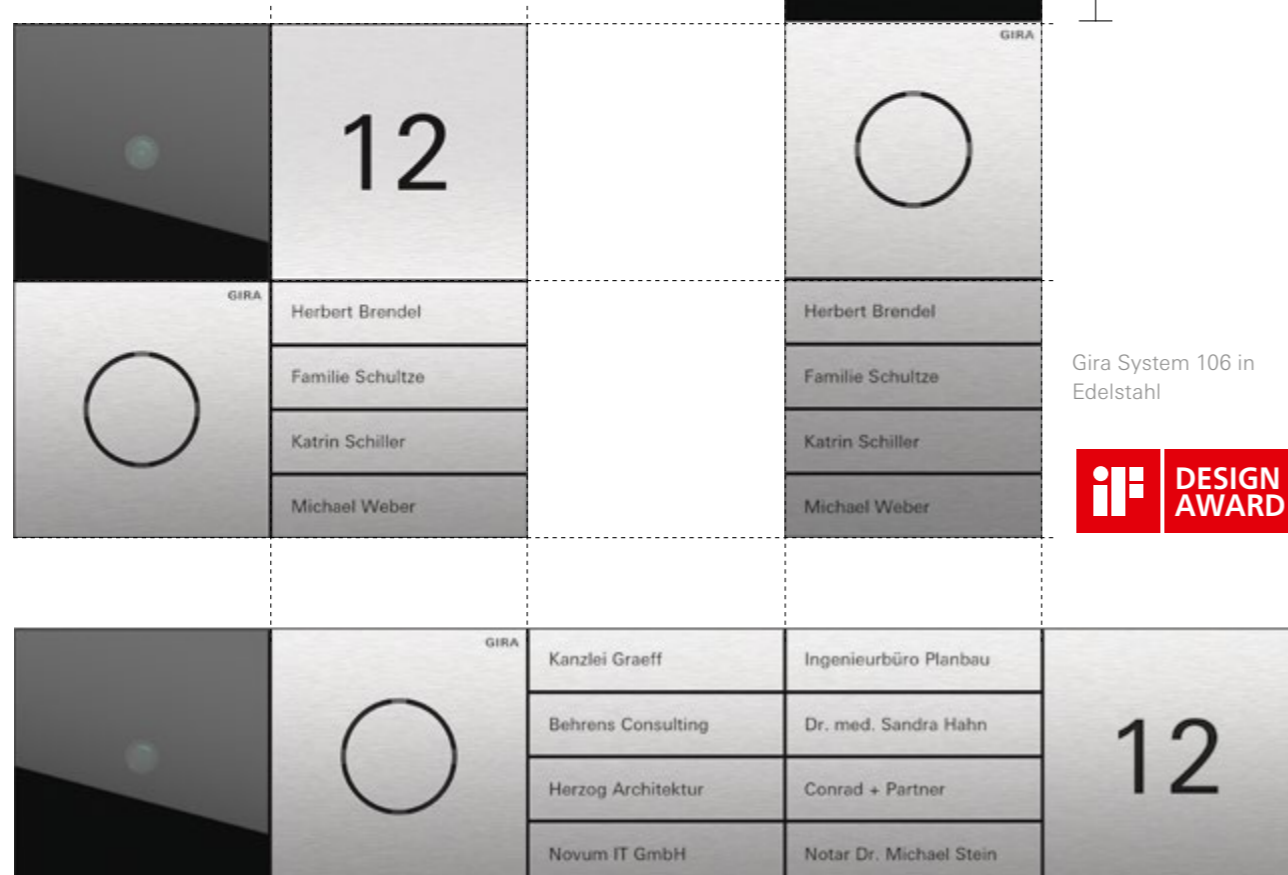 GIRA
12
GIRA
Herbert Brendel
Familie Schultze
Katrin Schiller
Michael Weber
Herbert Brendel
Familie Schultze
Katrin Schiller
Michael Weber
Gira System 106 in
Edelstahl
iF
DESIGN
AWARD
GIRA
Kanzlei Graeff
Behrens Consulting
Herzog Architektur
Novum IT GmbH
Ingenieurbüro Planbau
Dr. med. Sandra Hahn
Conrad + Partner
Notar Dr. Michael Stein
12